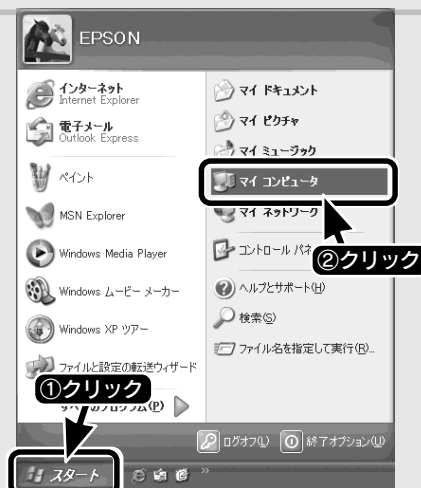 EPSON
インターネット
Internet Explorer
電子メール
Outlook Express
ペイント
MSN Explorer
Windows Media Player
Windows ムービー メーカー
Windows XP ツアー
ファイルと設定の転送ウィザード
すべてのプログラム(P)
マイ ドキュメント
マイ ピクチャ
マイ ミュージック
マイ コンピュータ
マイ ネットワーク
コントロール パネ
②クリック
ヘルプとサポート(H)
検索(S)
ファイル名を指定して実行(R)...
①クリック
ログオフ(L)
終了オプション(U)
スタート
»